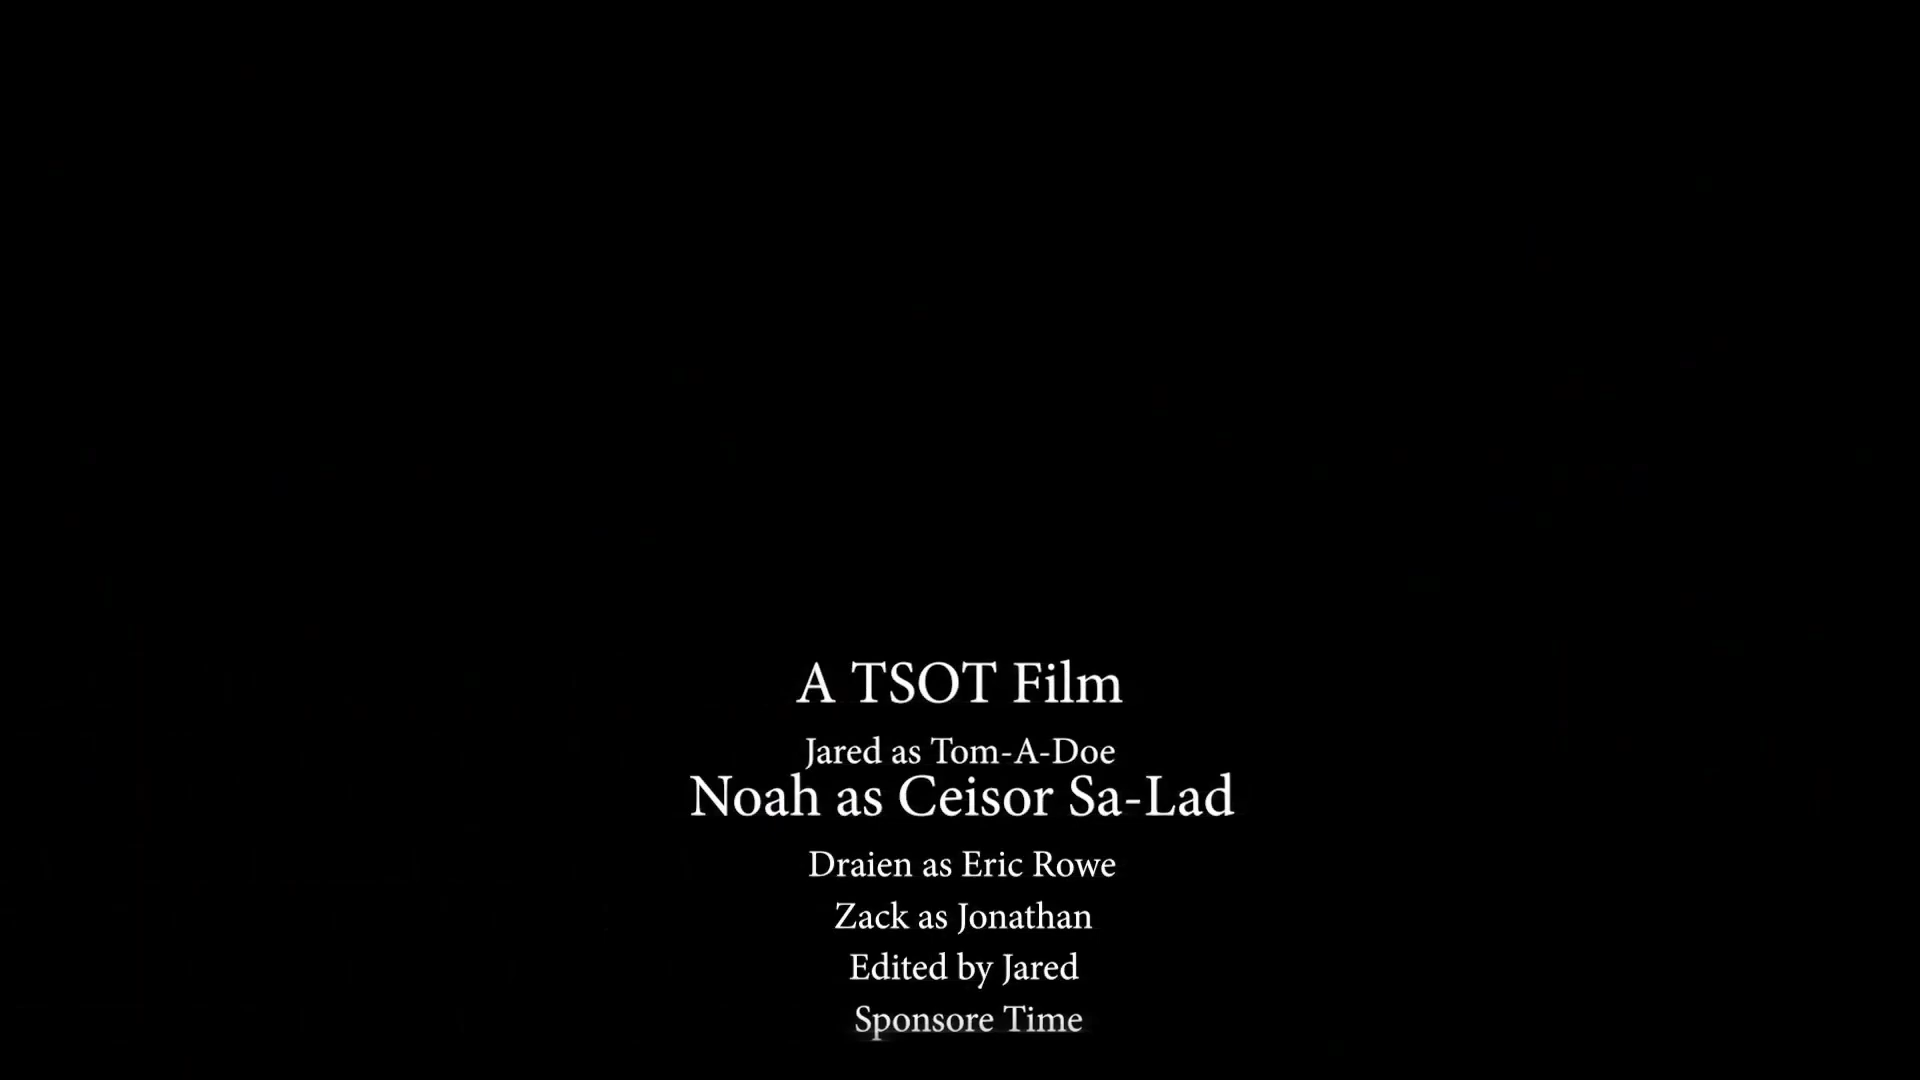 A TSOT Film
Jared as Tom-A-Doe
Noah as Ceisor Sa-Lad
Draien as Eric Rowe
Zack as Jonathan
Edited by Jared
Sponsore Time